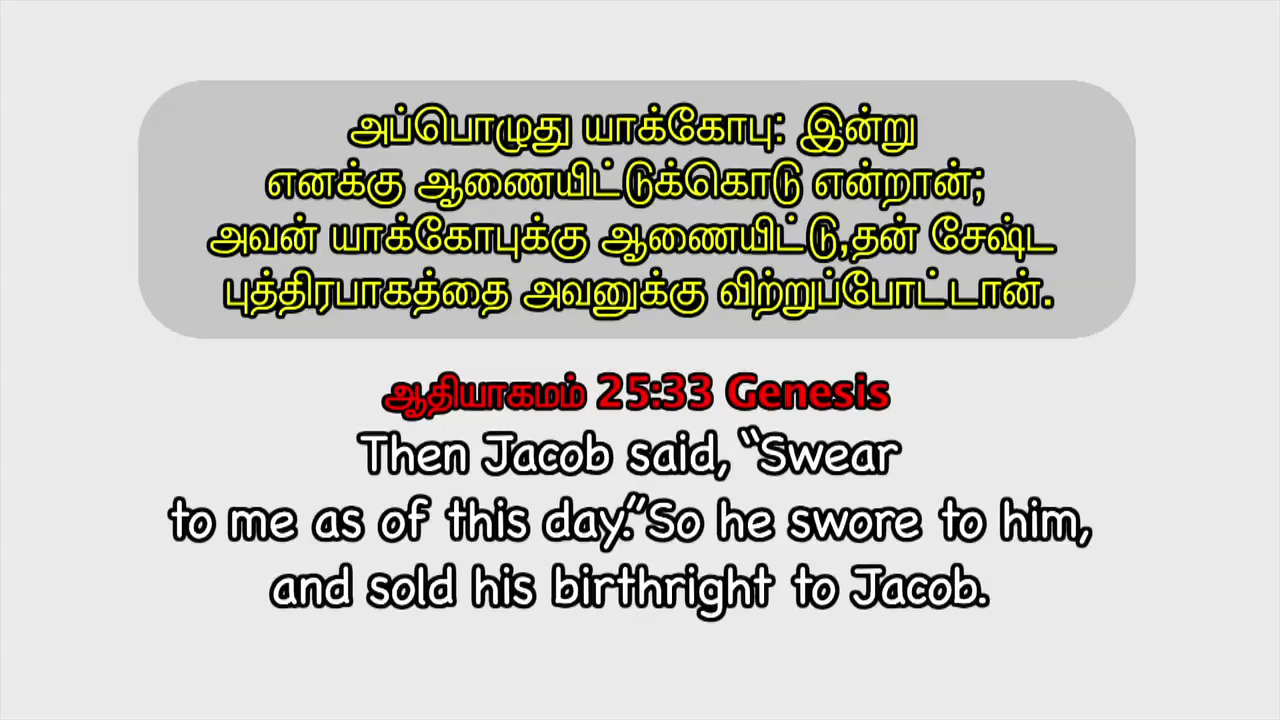 அப்பொழுது யாக்கோபு: இன்று
எனக்கு ஆணையிட்டுக்கொடு என்றான்;
அவன் யாக்கோபுக்கு ஆணையிட்டு,தன் சேஷ்ட
புத்திரபாகத்தை அவனுக்கு விற்றுப்போட்டான்.
ஆதியாகமம் 25:33 Genesis
Then Jacob said, “Swear
to me as of this day.”So he swore to him,
and sold his birthright to Jacob.